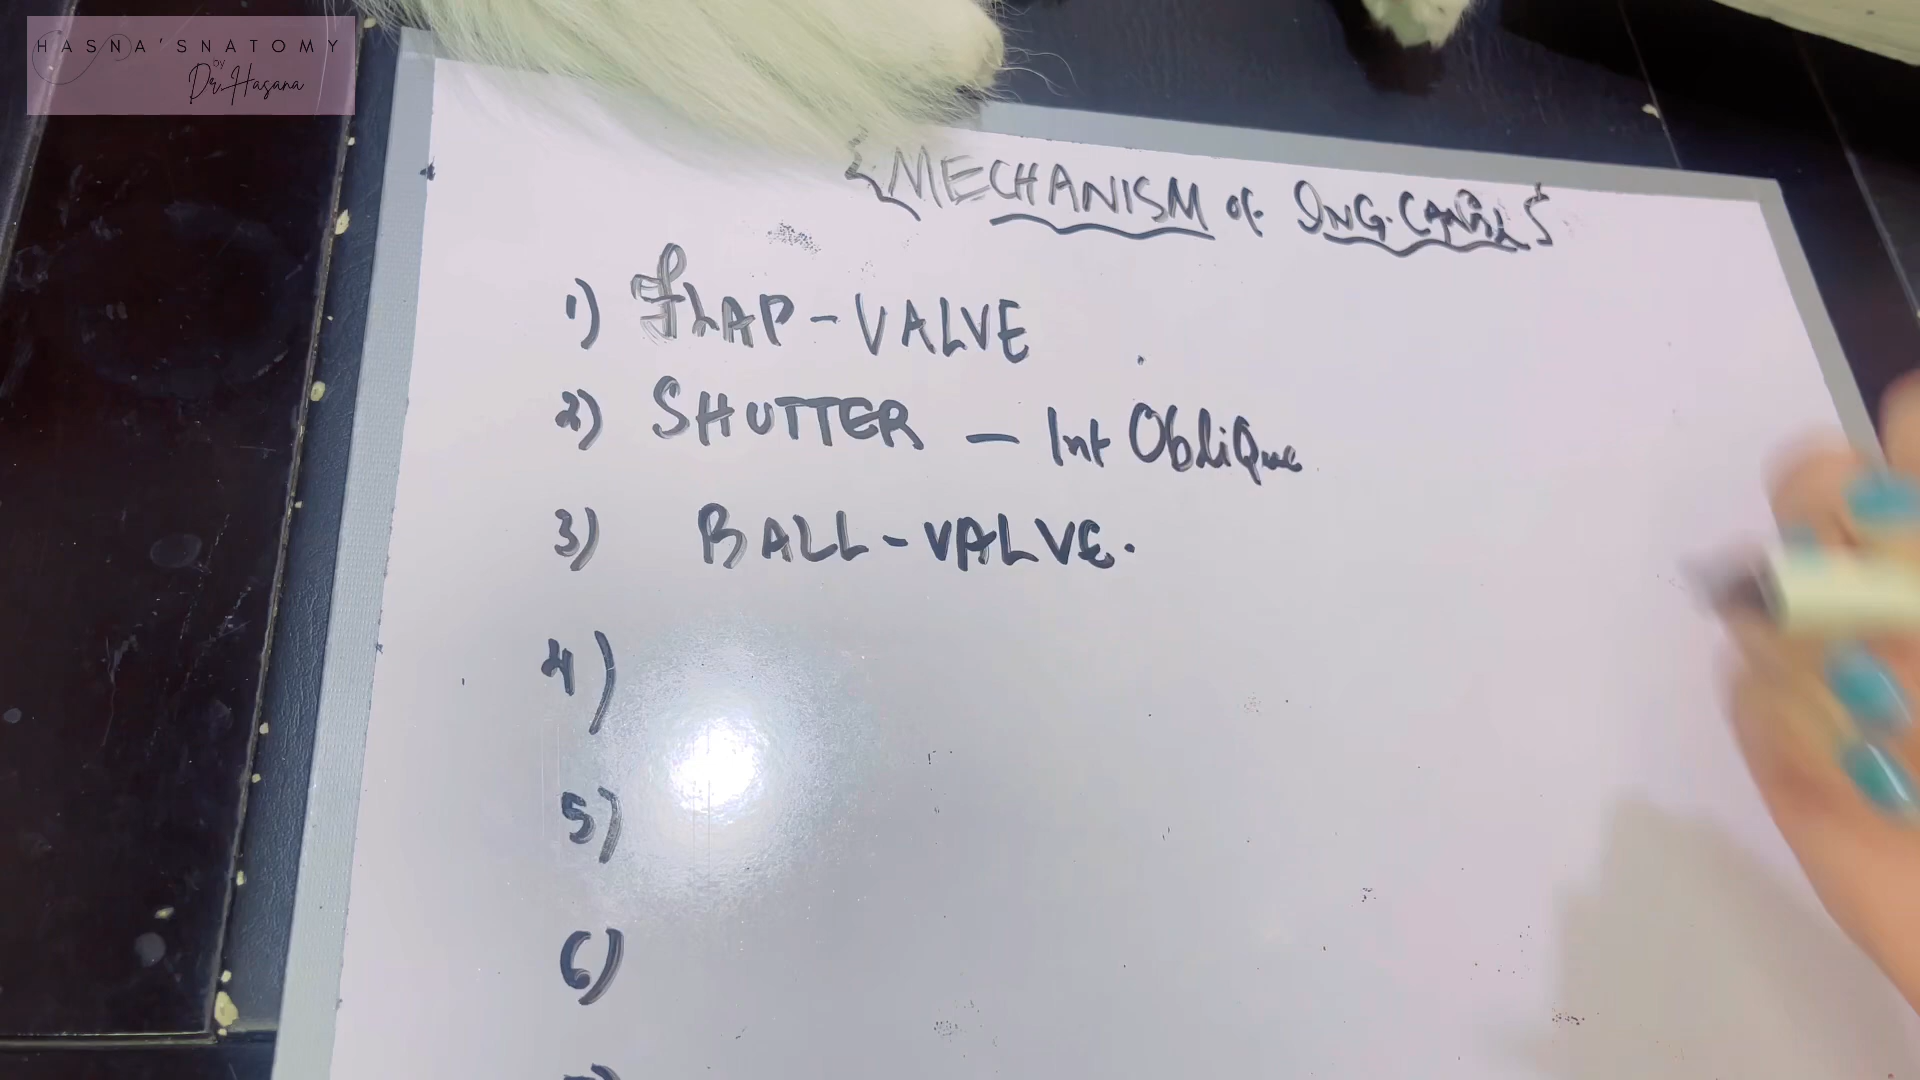 HASNA'SNATOMY
BY
Dr.Hasana
MECHANISM of ING. CANAL
1) FLAP-VALVE
2) SHUTTER - Int Oblique
3) BALL-VALVE.
4)
5)
6)